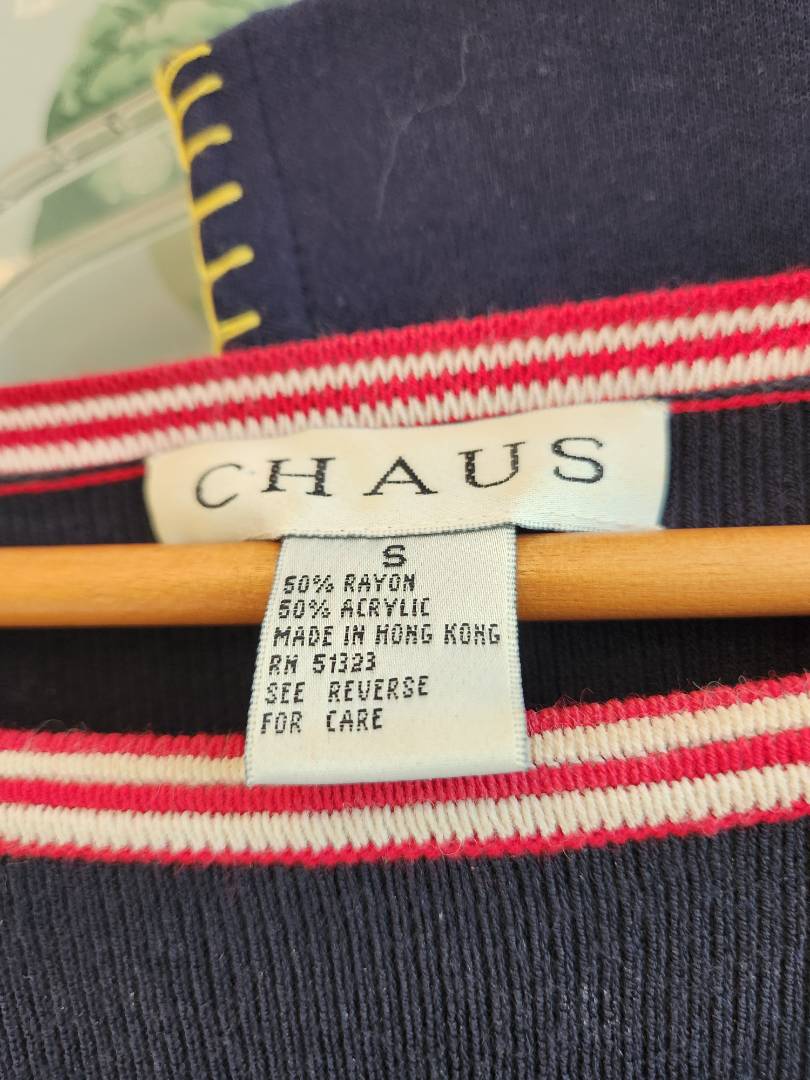 CHAUS
S
50% RAYON
50% ACRYLIC
MADE IN HONG KONG
RN 51323
SEE REVERSE
FOR CARE